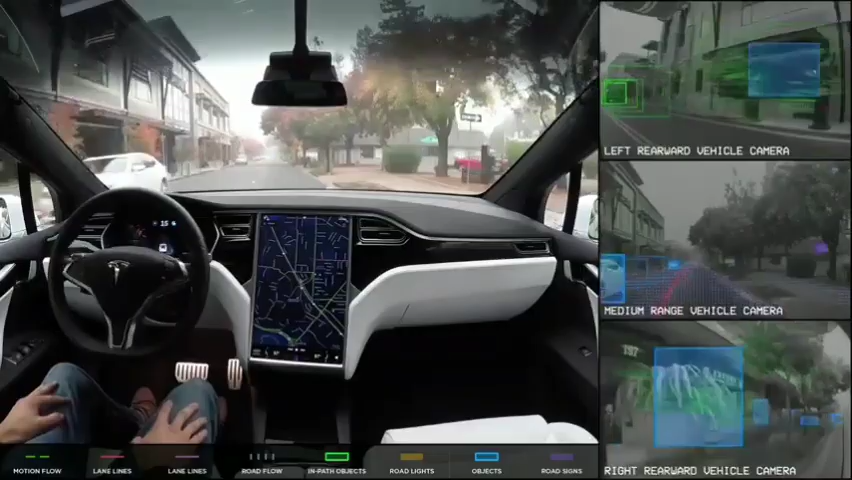 LEFT REARWARD VEHICLE CAMERA
MEDIUM RANGE VEHICLE CAMERA
RIGHT REARWARD VEHICLE CAMERA
15
MOTION FLOW
LANE LINES
LANE LINES
ROAD FLOW
IN-PATH OBJECTS
ROAD LIGHTS
OBJECTS
ROAD SIGNS